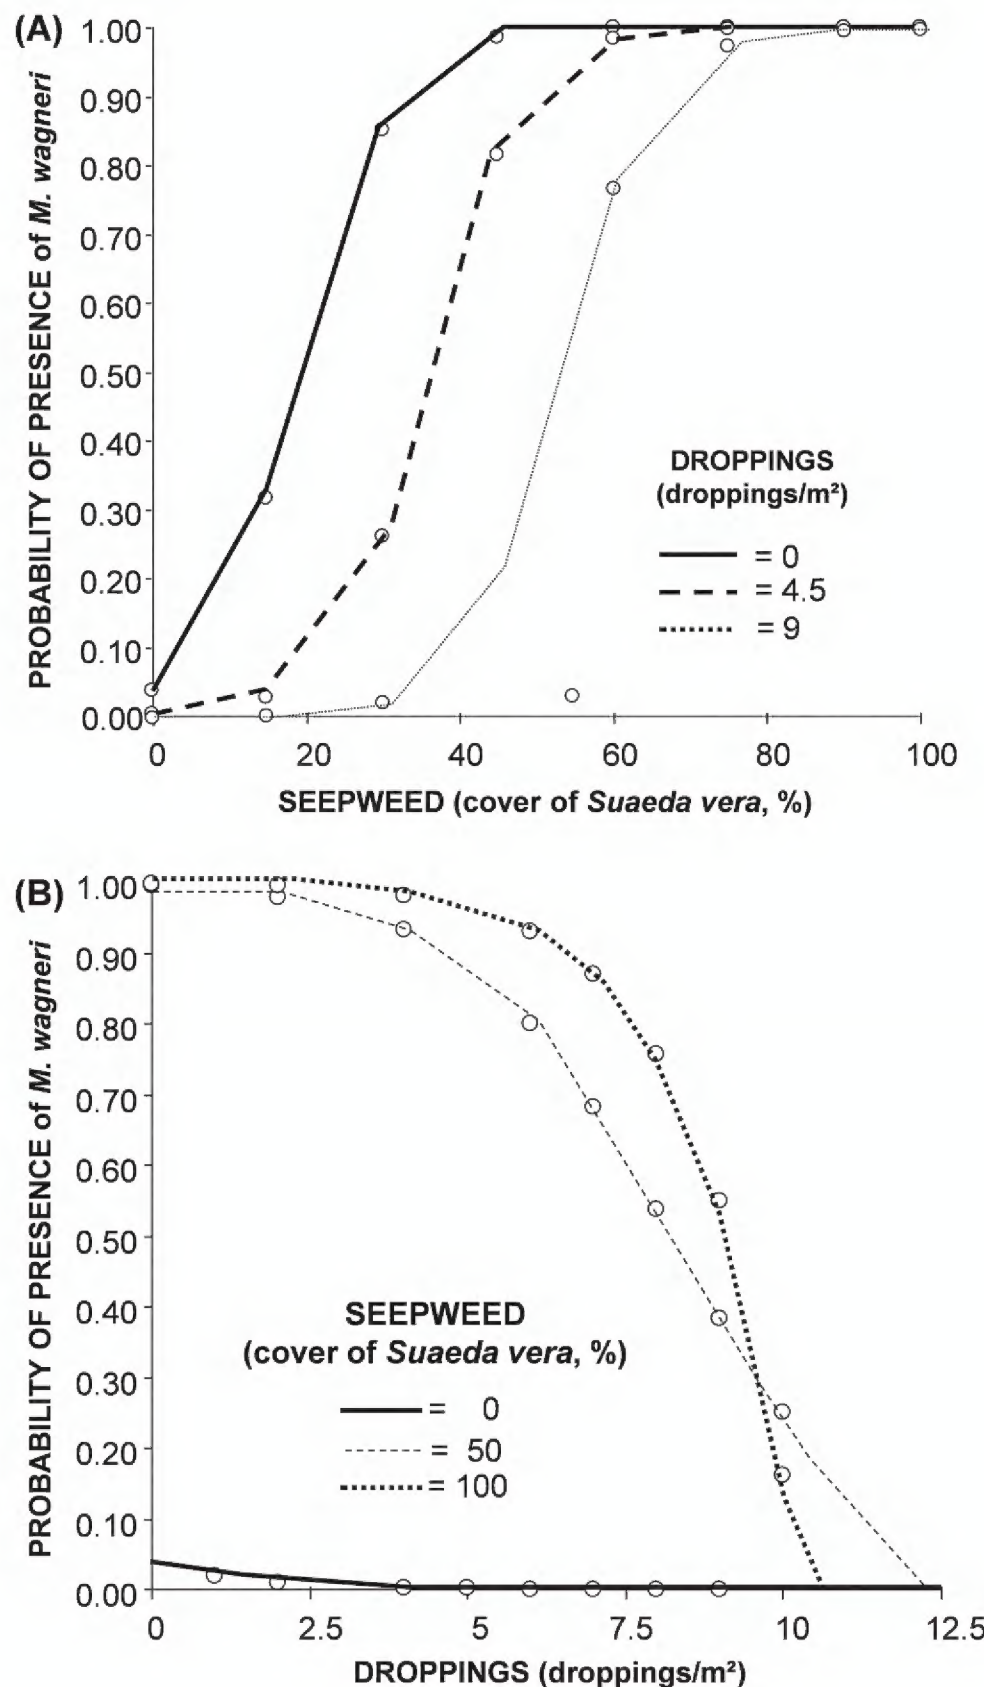 (A)
PROBABILITY OF PRESENCE of M. wagneri
1.00
0.90
0.80
0.70
0.60
0.50
0.40
0.30
0.20
0.10
0.00
DROPPINGS
(droppings/m²)
= 0
= 4.5
= 9
0 20 40 60 80 100
SEEPWEED (cover of Suaeda vera, %)
(B)
PROBABILITY OF PRESENCE of M. wagneri
1.00
0.90
0.80
0.70
0.60
0.50
0.40
0.30
0.20
0.10
0.00
SEEPWEED
(cover of Suaeda vera, %)
= 0
= 50
= 100
0 2.5 5 7.5 10 12.5
DROPPINGS (droppings/m²)